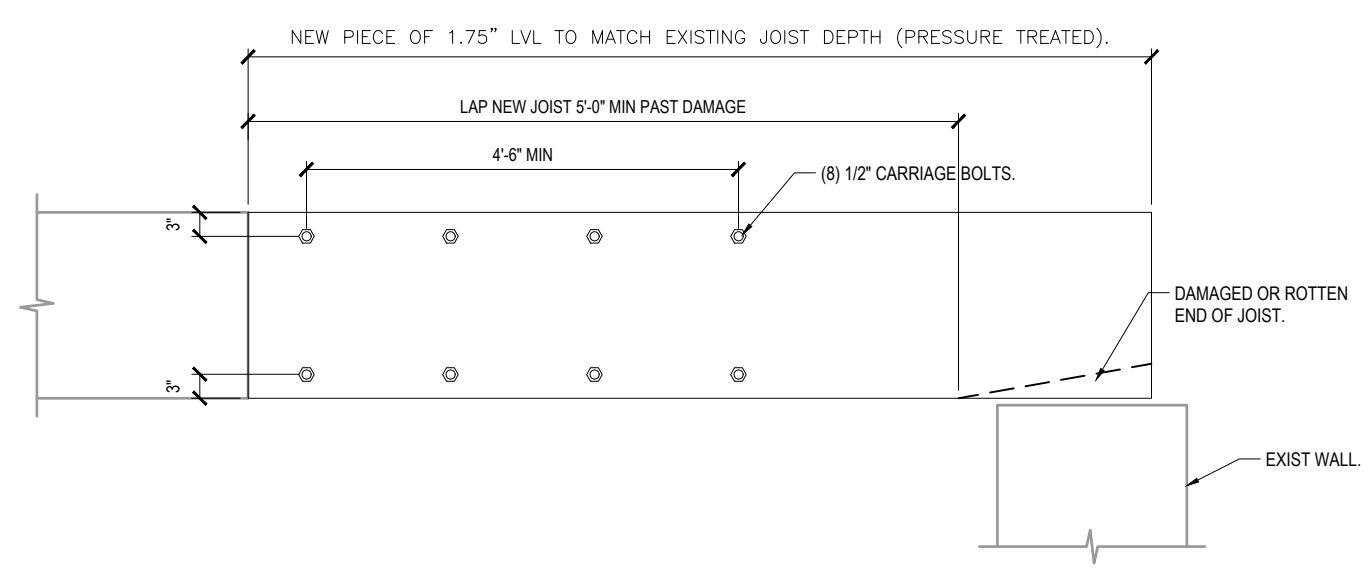 NEW PIECE OF 1.75” LVL TO MATCH EXISTING JOIST DEPTH (PRESSURE TREATED).
LAP NEW JOIST 5'-0" MIN PAST DAMAGE
4'-6" MIN
(8) 1/2" CARRIAGE BOLTS.
3"
DAMAGED OR ROTTEN
END OF JOIST.
3"
EXIST WALL.